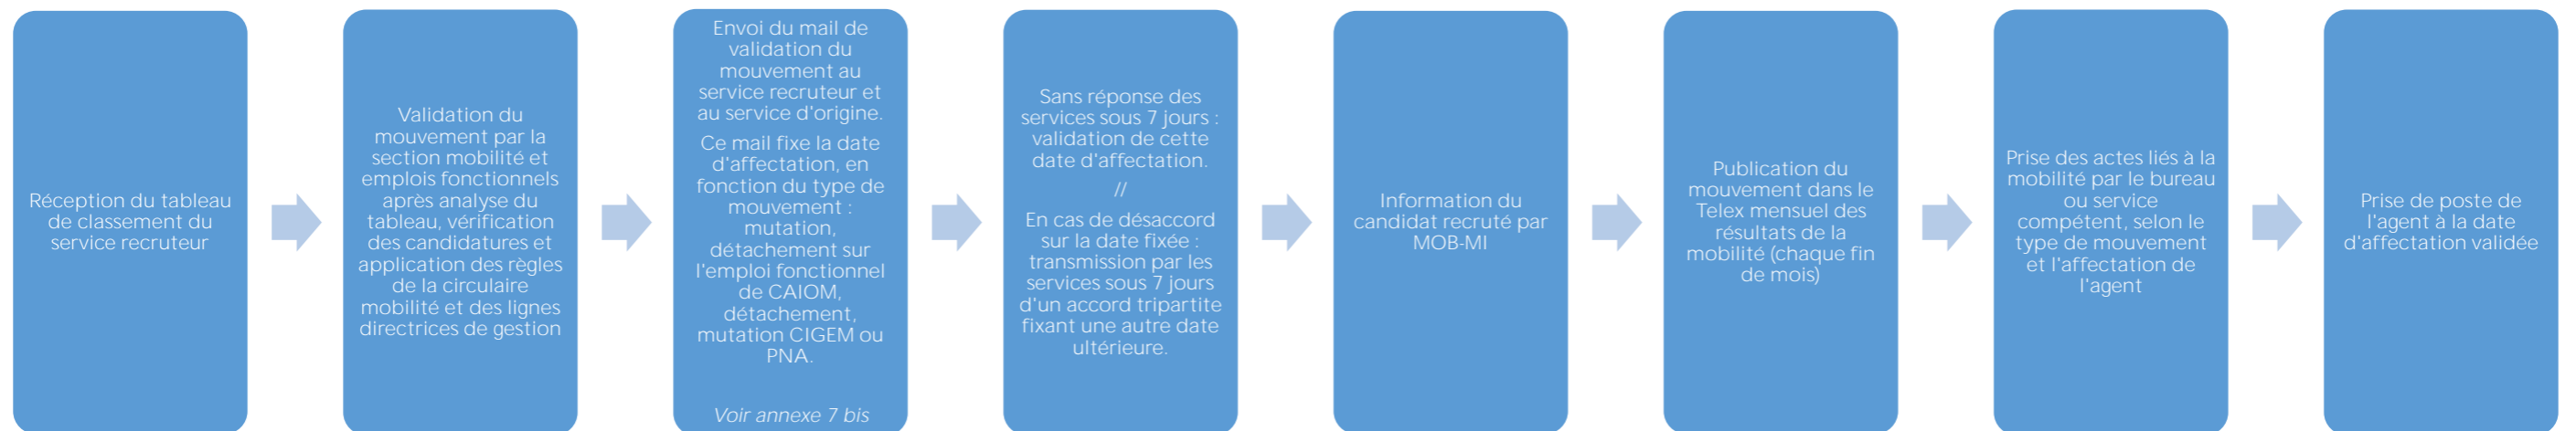 Réception du tableau
de classement du
service recruteur
Validation du
mouvement par la
section mobilité et
emplois fonctionnels
après analyse du
tableau, vérification
des candidatures et
application des règles
de la circulaire
mobilité et des lignes
directrices de gestion
Envoi du mail de
validation du
mouvement au
service recruteur et
au service d'origine.
Ce mail fixe la date
d'affectation, en
fonction du type de
mouvement :
mutation,
détachement sur
l'emploi fonctionnel
de CAIOM,
détachement,
mutation CIGEM ou
PNA.
Voir annexe 7 bis
Sans réponse des
services sous 7 jours :
validation de cette
date d'affectation.
//
En cas de désaccord
sur la date fixée :
transmission par les
services sous 7 jours
d'un accord tripartite
fixant une autre date
ultérieure.
Information du
candidat recruté par
MOB-MI
Publication du
mouvement dans le
Telex mensuel des
résultats de la
mobilité (chaque fin
de mois)
Prise des actes liés à la
mobilité par le bureau
ou service
compétent, selon le
type de mouvement
et l'affectation de
l'agent
Prise de poste de
l'agent à la date
d'affectation validée